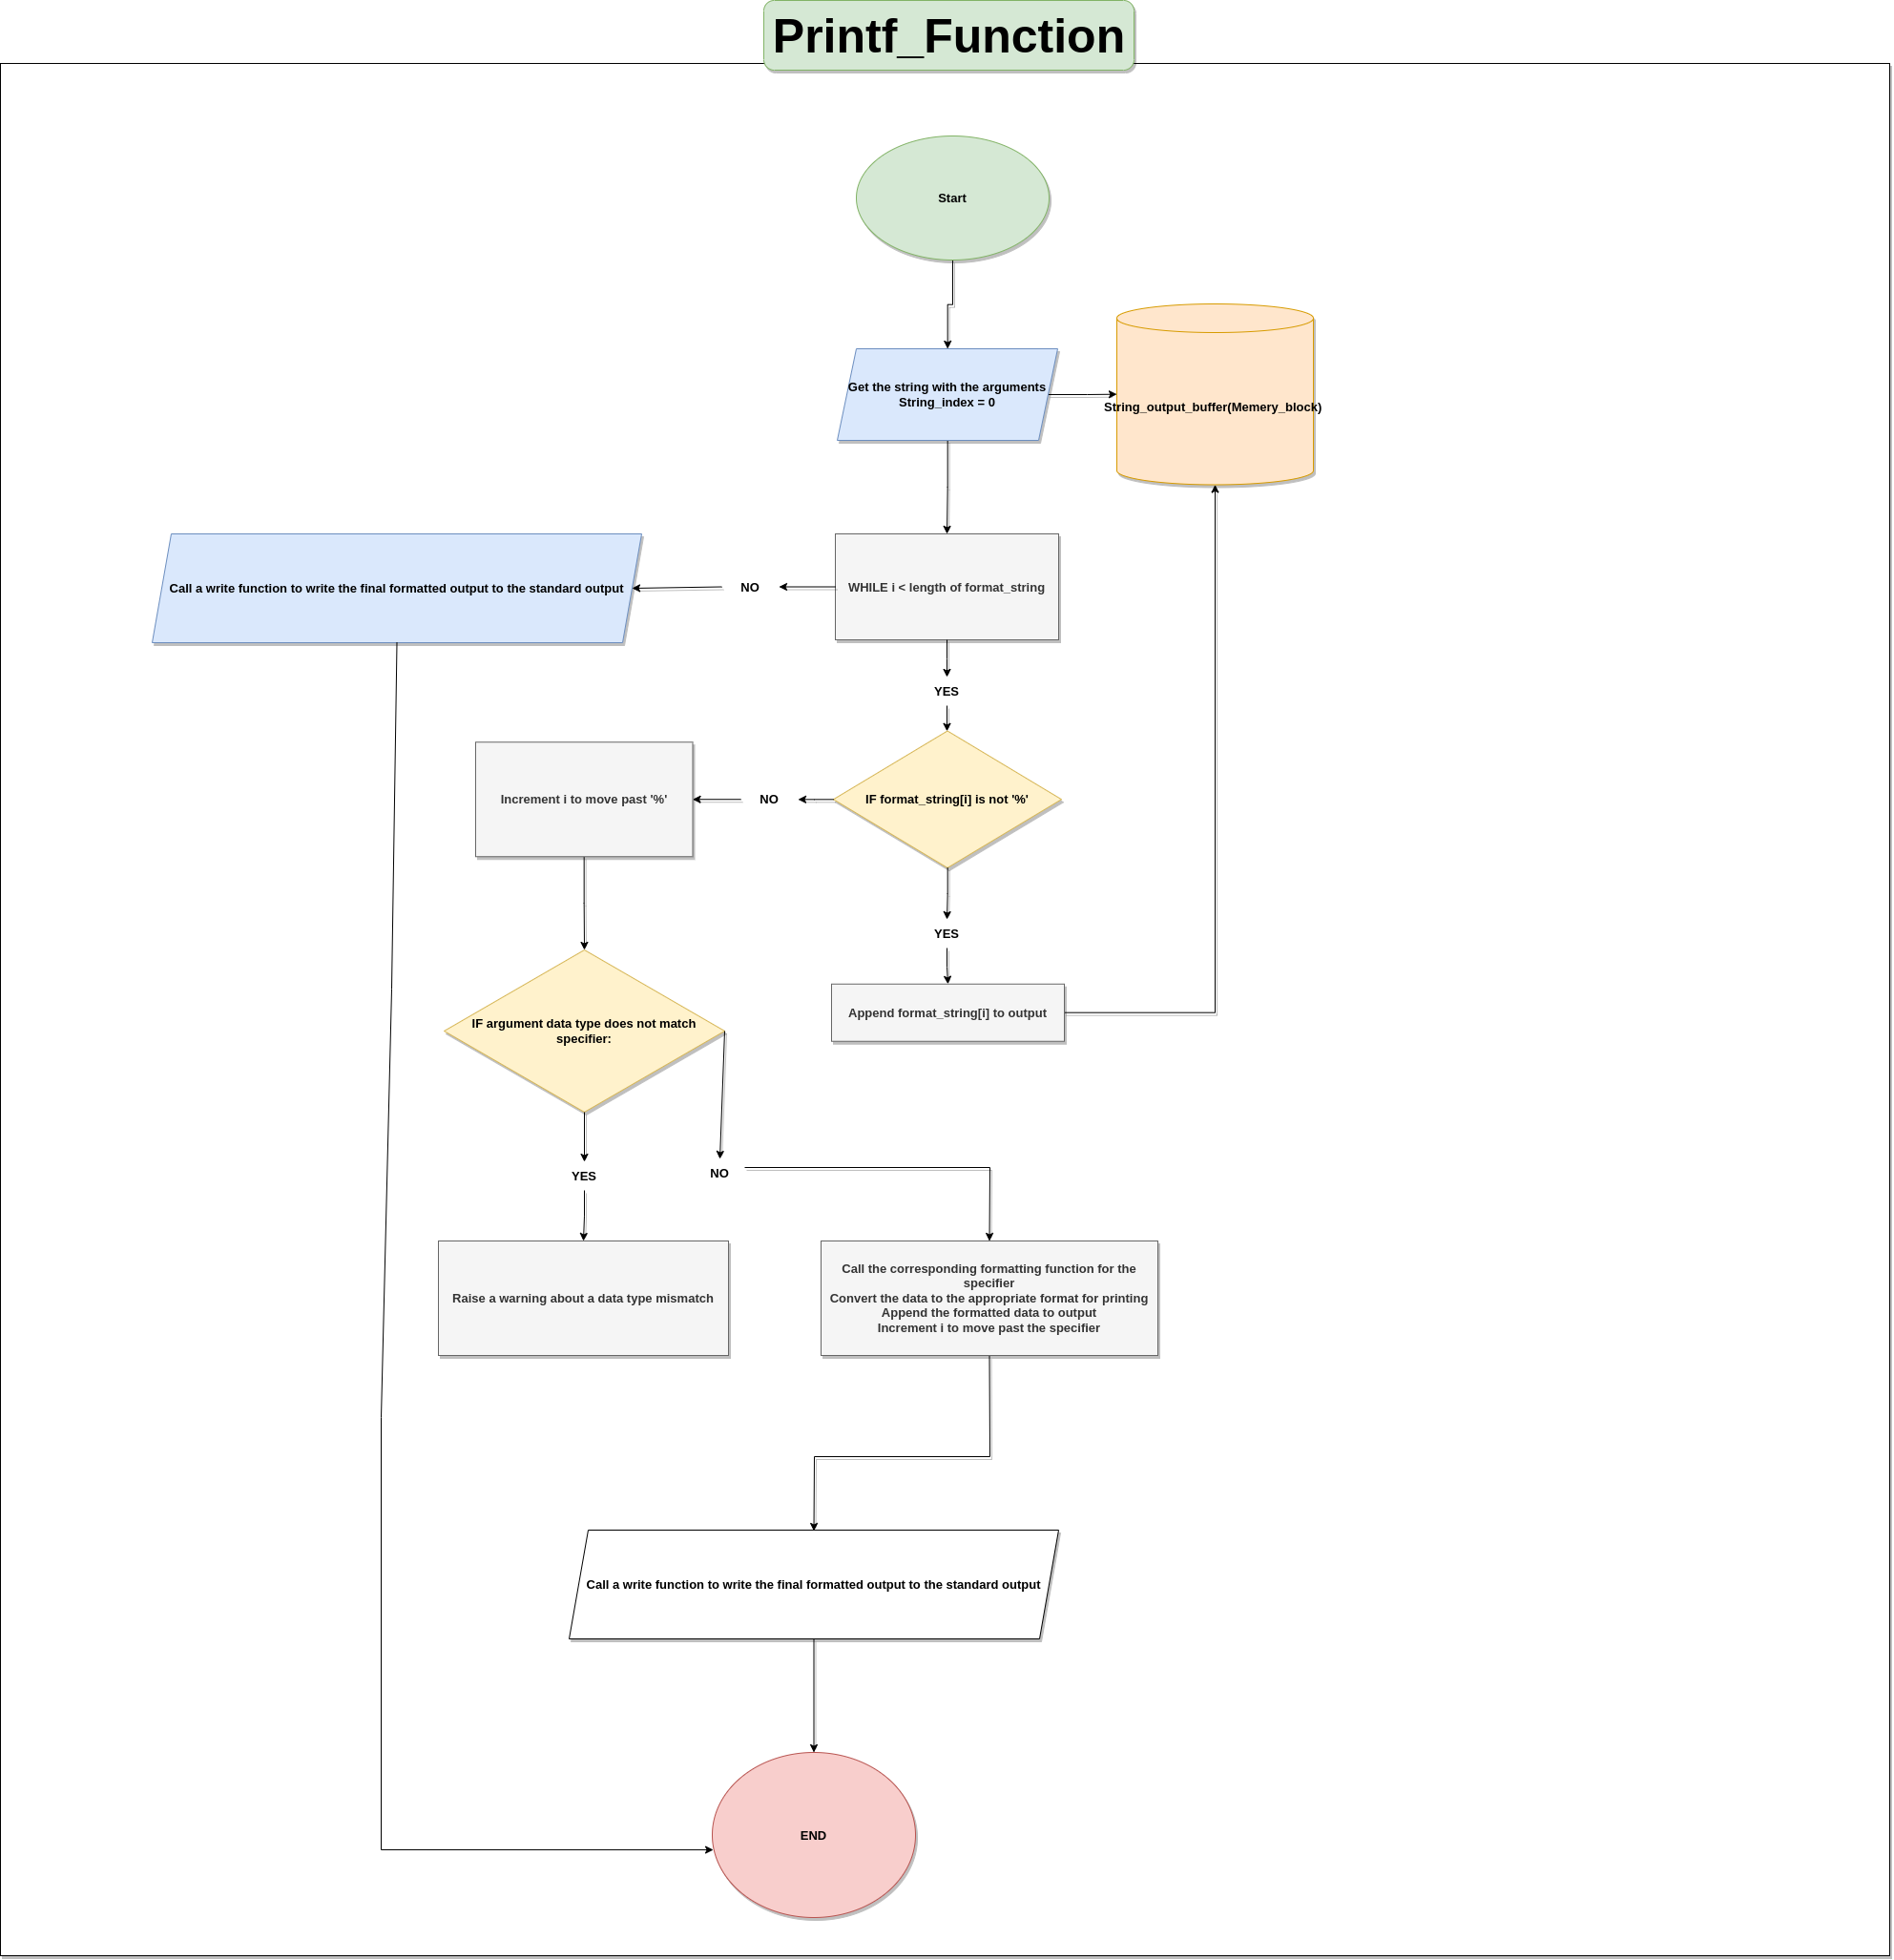 Printf_Function
Start
Get the string with the arguments
String_index = 0
String_output_buffer(Memery_block)
Call a write function to write the final formatted output to the standard output
NO
WHILE i < length of format_string
YES
Increment i to move past '%'
NO
IF format_string[i] is not '%'
YES
Append format_string[i] to output
IF argument data type does not match
specifier:
YES
NO
Raise a warning about a data type mismatch
Call the corresponding formatting function for the
specifier
Convert the data to the appropriate format for printing
Append the formatted data to output
Increment i to move past the specifier
Call a write function to write the final formatted output to the standard output
END